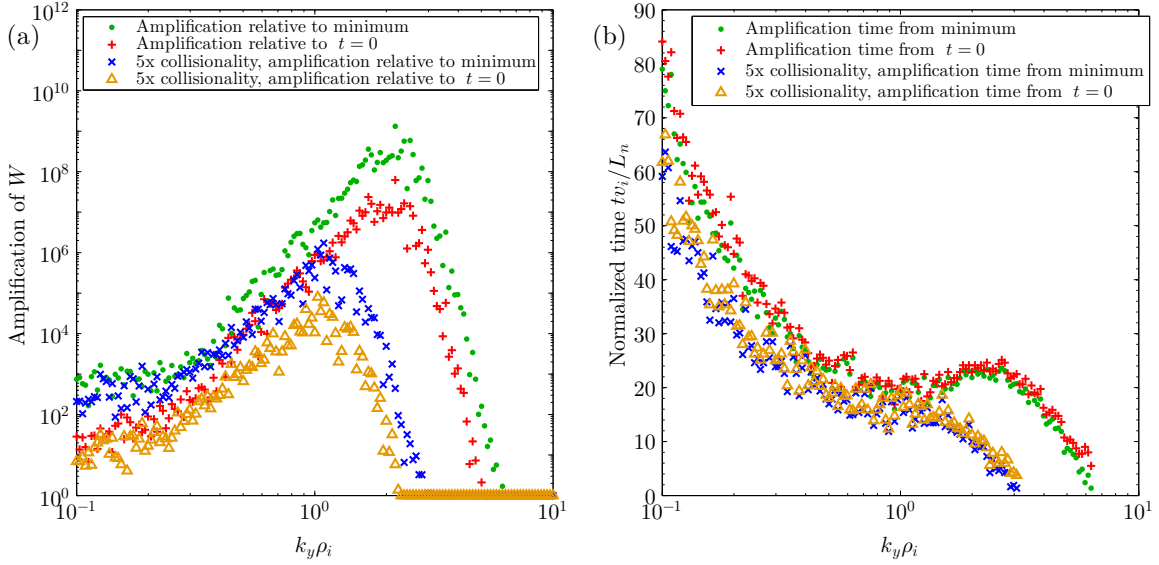 (a)
Amplification relative to minimum
Amplification relative to t = 0
5x collisionality, amplification relative to minimum
5x collisionality, amplification relative to t = 0
10^12
10^10
10^8
10^6
10^4
10^2
10^0
Amplification of W
10^−1
10^0
10^1
k_yρ_i
(b)
Amplification time from minimum
Amplification time from t = 0
5x collisionality, amplification time from minimum
5x collisionality, amplification time from t = 0
90
80
70
60
50
40
30
20
10
0
Normalized time tv_i/L_n
10^−1
10^0
10^1
k_yρ_i